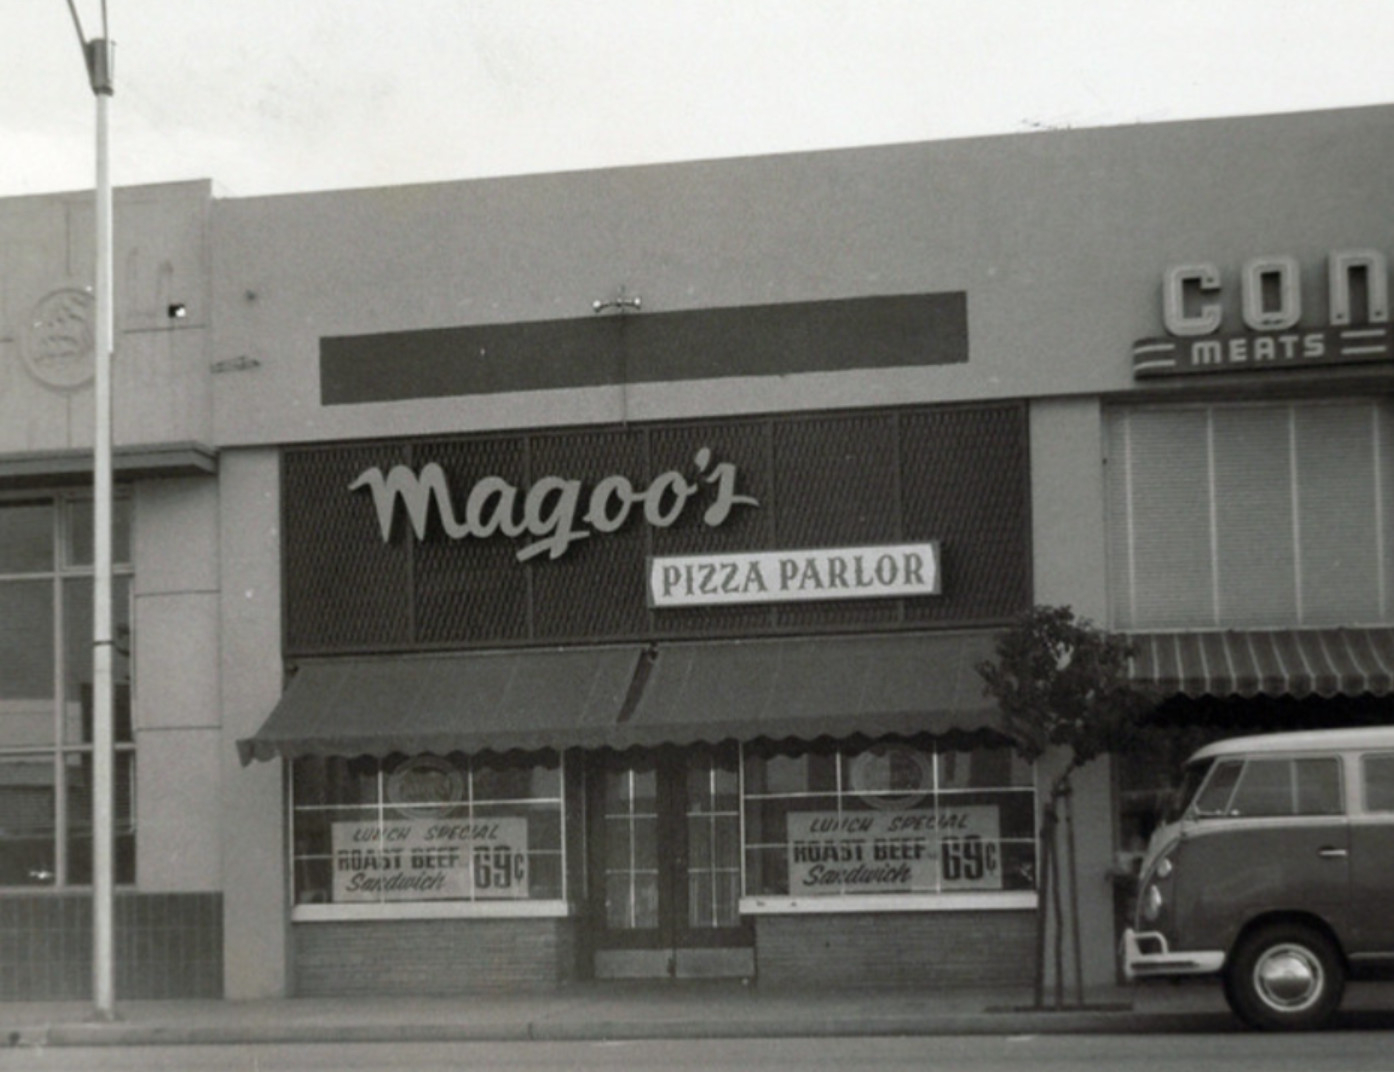 CON
MEATS
Magoo's
PIZZA PARLOR
LUNCH SPECIAL
ROAST BEEF
Sandwich
69¢
LUNCH SPECIAL
ROAST BEEF
Sandwich
69¢